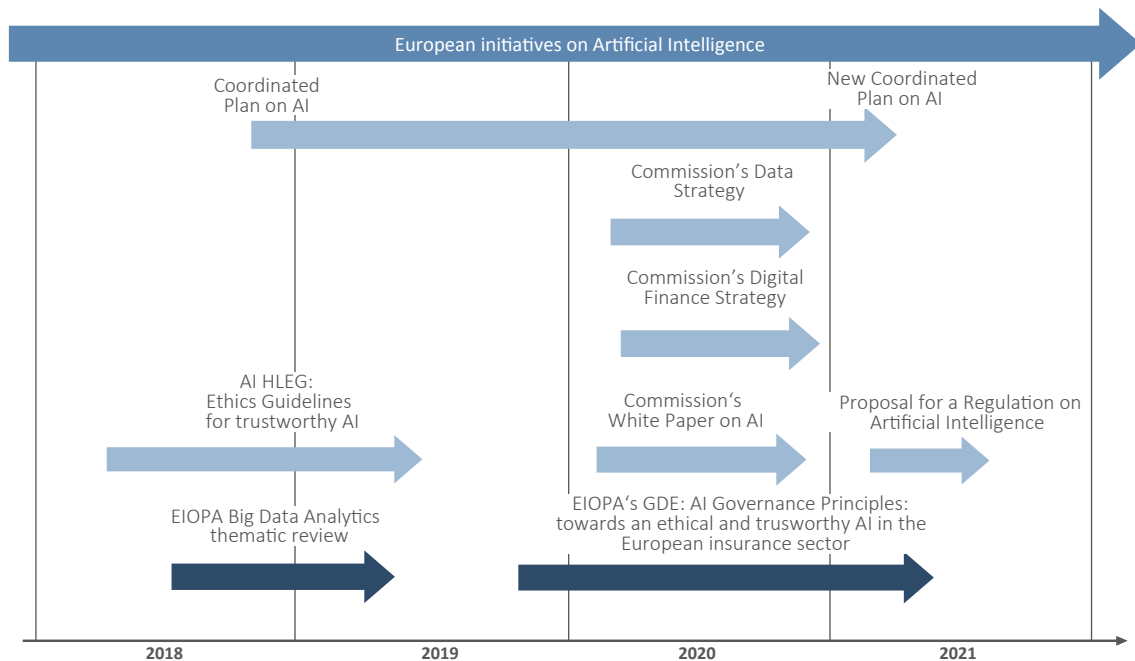 European initiatives on Artificial Intelligence
Coordinated
Plan on AI
New Coordinated
Plan on AI
Commission's Data
Strategy
Commission's Digital
Finance Strategy
AI HLEG:
Ethics Guidelines
for trustworthy AI
Commission‘s
White Paper on AI
Proposal for a Regulation on
Artificial Intelligence
EIOPA Big Data Analytics
thematic review
EIOPA‘s GDE: AI Governance Principles:
towards an ethical and trustworthy AI in the
European insurance sector
2018
2019
2020
2021